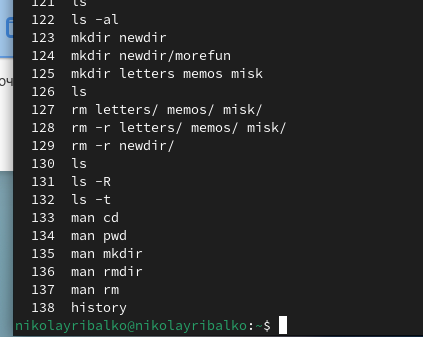 121 ls
122 ls -al
123 mkdir newdir
124 mkdir newdir/morefun
125 mkdir letters memos misk
126 ls
127 rm letters/ memos/ misk/
128 rm -r letters/ memos/ misk/
129 rm -r newdir/
130 ls
131 ls -R
132 ls -t
133 man cd
134 man pwd
135 man mkdir
136 man rmdir
137 man rm
138 history
nikolayribalko@nikolayribalko:~$